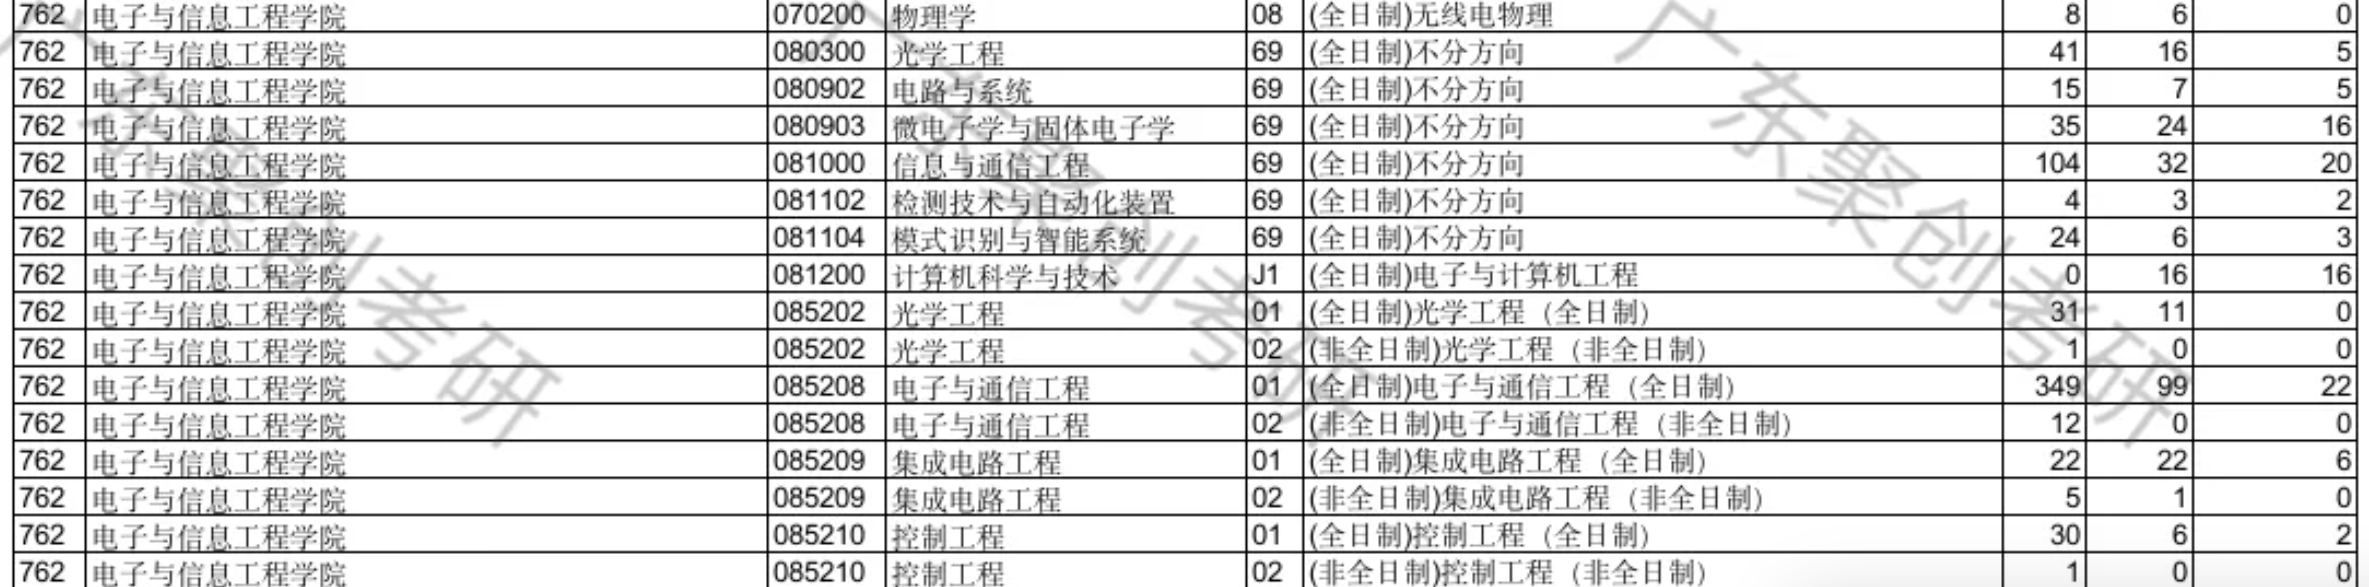 762 电子与信息工程学院 070200 物理学 08 (全日制)无线电物理 8 6 0
762 电子与信息工程学院 080300 光学工程 69 (全日制)不分方向 41 16 5
762 电子与信息工程学院 080902 电路与系统 69 (全日制)不分方向 15 7 5
762 电子与信息工程学院 080903 微电子学与固体电子学 69 (全日制)不分方向 35 24 16
762 电子与信息工程学院 081000 信息与通信工程 69 (全日制)不分方向 104 32 20
762 电子与信息工程学院 081102 检测技术与自动化装置 69 (全日制)不分方向 4 3 2
762 电子与信息工程学院 081104 模式识别与智能系统 69 (全日制)不分方向 24 6 3
762 电子与信息工程学院 081200 计算机科学与技术 J1 (全日制)电子与计算机工程 0 16 16
762 电子与信息工程学院 085202 光学工程 01 (全日制)光学工程（全日制） 31 11 0
762 电子与信息工程学院 085202 光学工程 02 (非全日制)光学工程（非全日制） 1 0 0
762 电子与信息工程学院 085208 电子与通信工程 01 (全日制)电子与通信工程（全日制） 349 99 22
762 电子与信息工程学院 085208 电子与通信工程 02 (非全日制)电子与通信工程（非全日制） 12 0 0
762 电子与信息工程学院 085209 集成电路工程 01 (全日制)集成电路工程（全日制） 22 22 6
762 电子与信息工程学院 085209 集成电路工程 02 (非全日制)集成电路工程（非全日制） 5 1 0
762 电子与信息工程学院 085210 控制工程 01 (全日制)控制工程（全日制） 30 6 2
762 电子与信息工程学院 085210 控制工程 02 (非全日制)控制工程（非全日制） 1 0 0
广东聚创考研
广东聚创考研
广东聚创考研